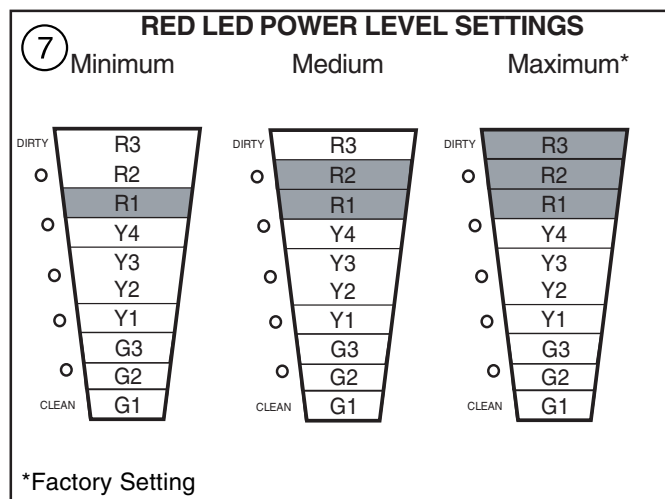 RED LED POWER LEVEL SETTINGS
7
Minimum
Medium
Maximum*
DIRTY
R3
R2
R1
Y4
Y3
Y2
Y1
G3
G2
CLEAN
G1
DIRTY
R3
R2
R1
Y4
Y3
Y2
Y1
G3
G2
CLEAN
G1
DIRTY
R3
R2
R1
Y4
Y3
Y2
Y1
G3
G2
CLEAN
G1
*Factory Setting